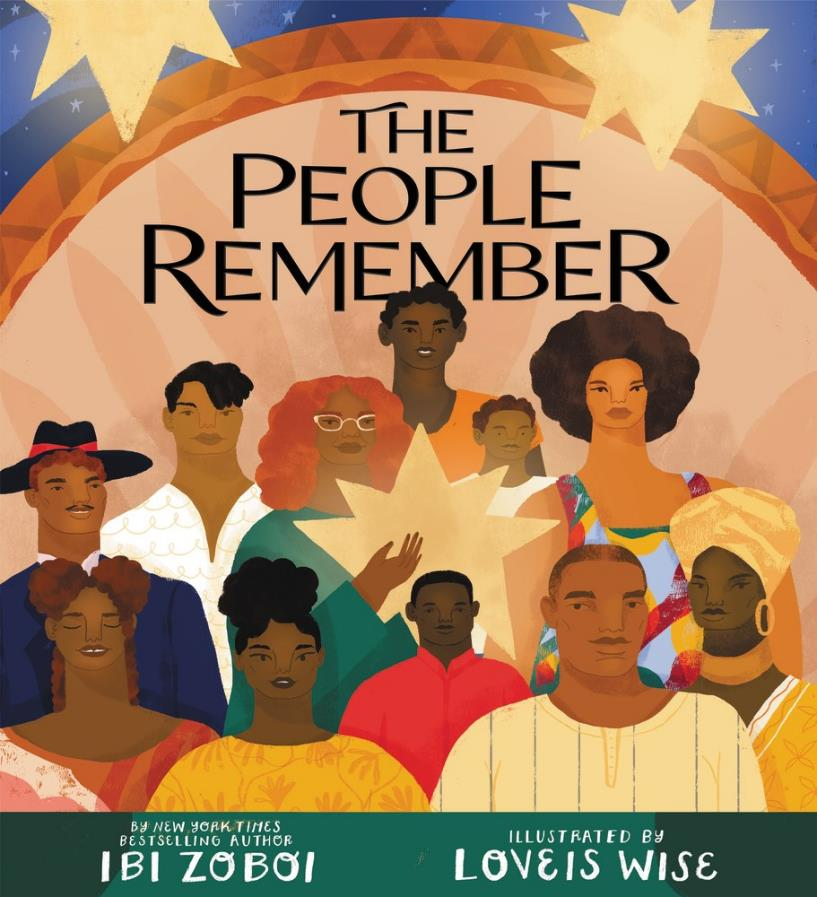 THE
PEOPLE
REMEMBER
BY NEW YORK TIMES
BESTSELLING AUTHOR
IBI ZOBOI
ILLUSTRATED BY
LOVEIS WISE